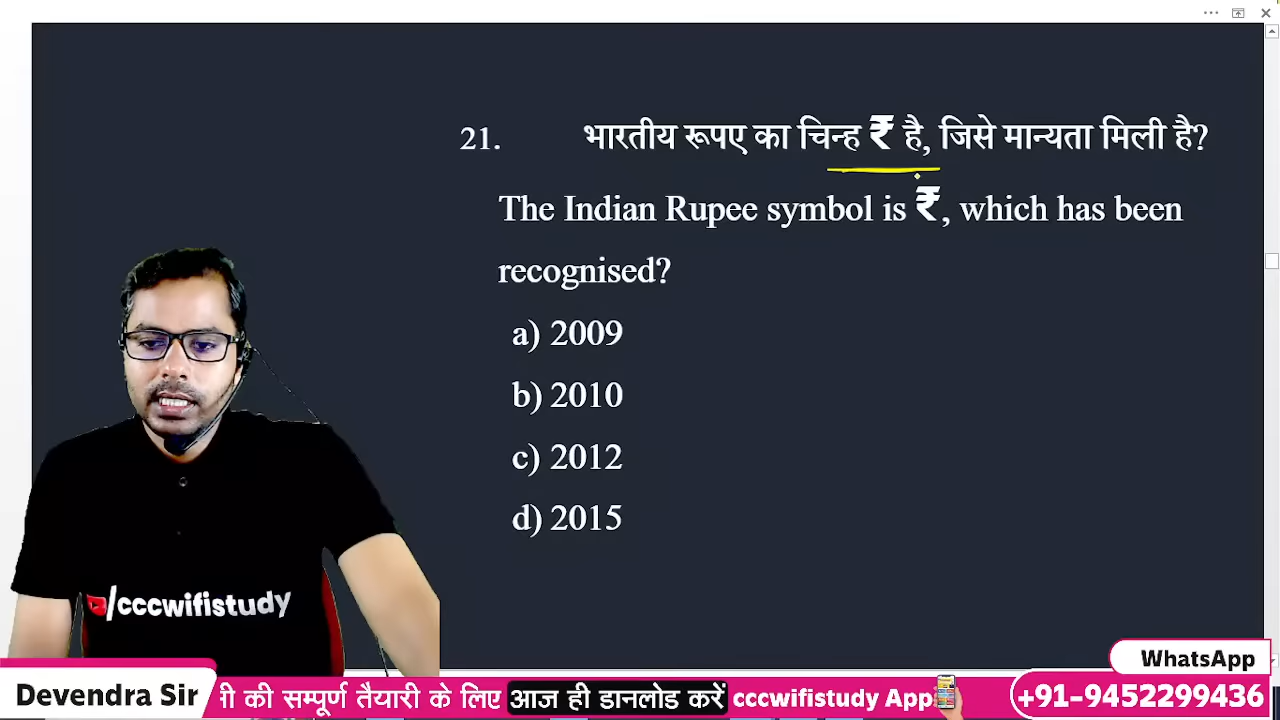 21. भारतीय रूपए का चिन्ह ₹ है, जिसे मान्यता मिली है?
The Indian Rupee symbol is ₹, which has been
recognised?
a) 2009
b) 2010
c) 2012
d) 2015
/cccwifistudy
WhatsApp
Devendra Sir
ी की सम्पूर्ण तैयारी के लिए आज ही डानलोड करें cccwifistudy App
+91-9452299436